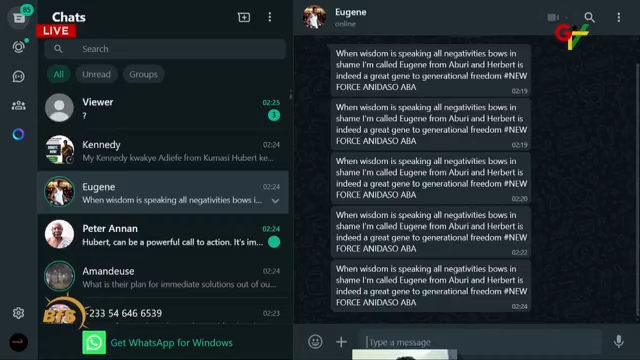 85
Chats
LIVE
Search
All
Unread
Groups
Viewer
02:25
?
3
Kennedy
02:24
My Kennedy kwakye Adiefe from Kumasi Hubert ke...
Eugene
02:24
When wisdom is speaking all negativities bows i...
Peter Annan
02:24
Hubert, can be a powerful call to action. It's im...
Amandeuse
02:24
What is their plan for immediate solutions out of ou...
+233 54 646 6539
02:23
BTS
Get WhatsApp for Windows
Eugene
online
GTV
When wisdom is speaking all negativities bows in
shame I'm called Eugene from Aburi and Herbert is
indeed a great gene to generational freedom #NEW
FORCE ANIDASO ABA
02:19
When wisdom is speaking all negativities bows in
shame I'm called Eugene from Aburi and Herbert is
indeed a great gene to generational freedom #NEW
FORCE ANIDASO ABA
02:19
When wisdom is speaking all negativities bows in
shame I'm called Eugene from Aburi and Herbert is
indeed a great gene to generational freedom #NEW
FORCE ANIDASO ABA
02:20
When wisdom is speaking all negativities bows in
shame I'm called Eugene from Aburi and Herbert is
indeed a great gene to generational freedom #NEW
FORCE ANIDASO ABA
02:22
When wisdom is speaking all negativities bows in
shame I'm called Eugene from Aburi and Herbert is
indeed a great gene to generational freedom #NEW
FORCE ANIDASO ABA
02:24
Type a message